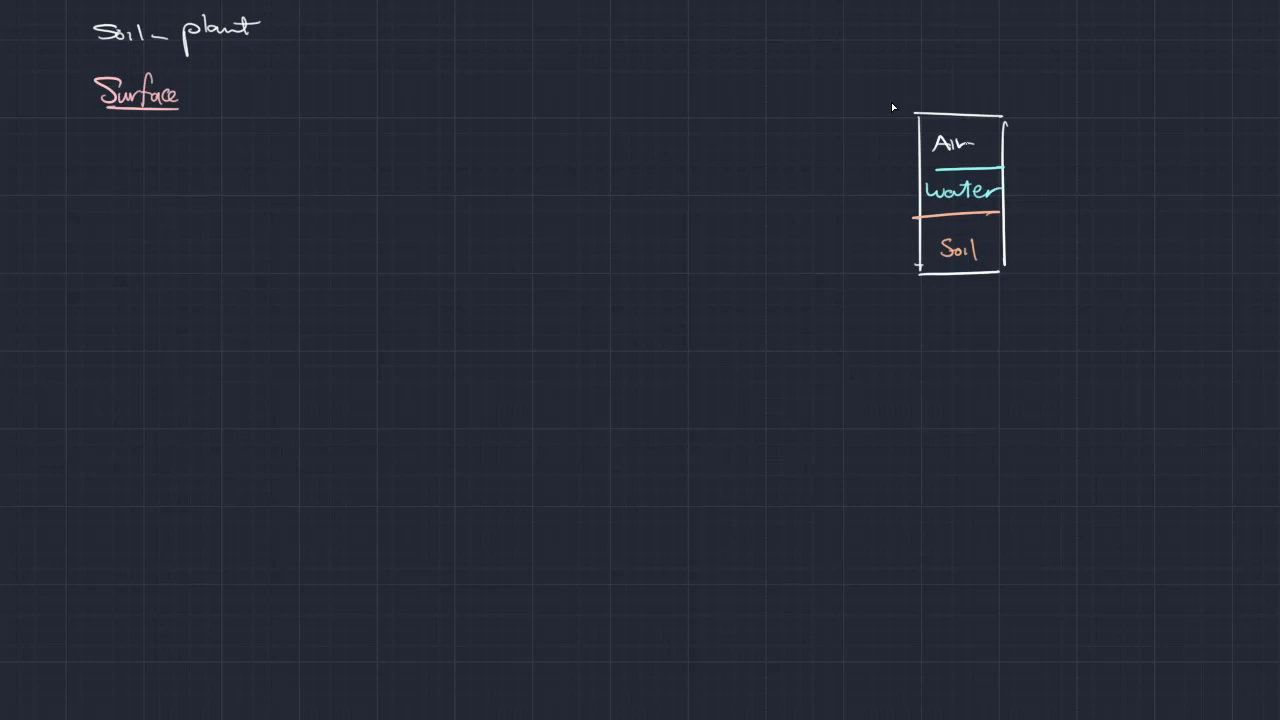 Soil - plant
Surface
Air
water
Soil